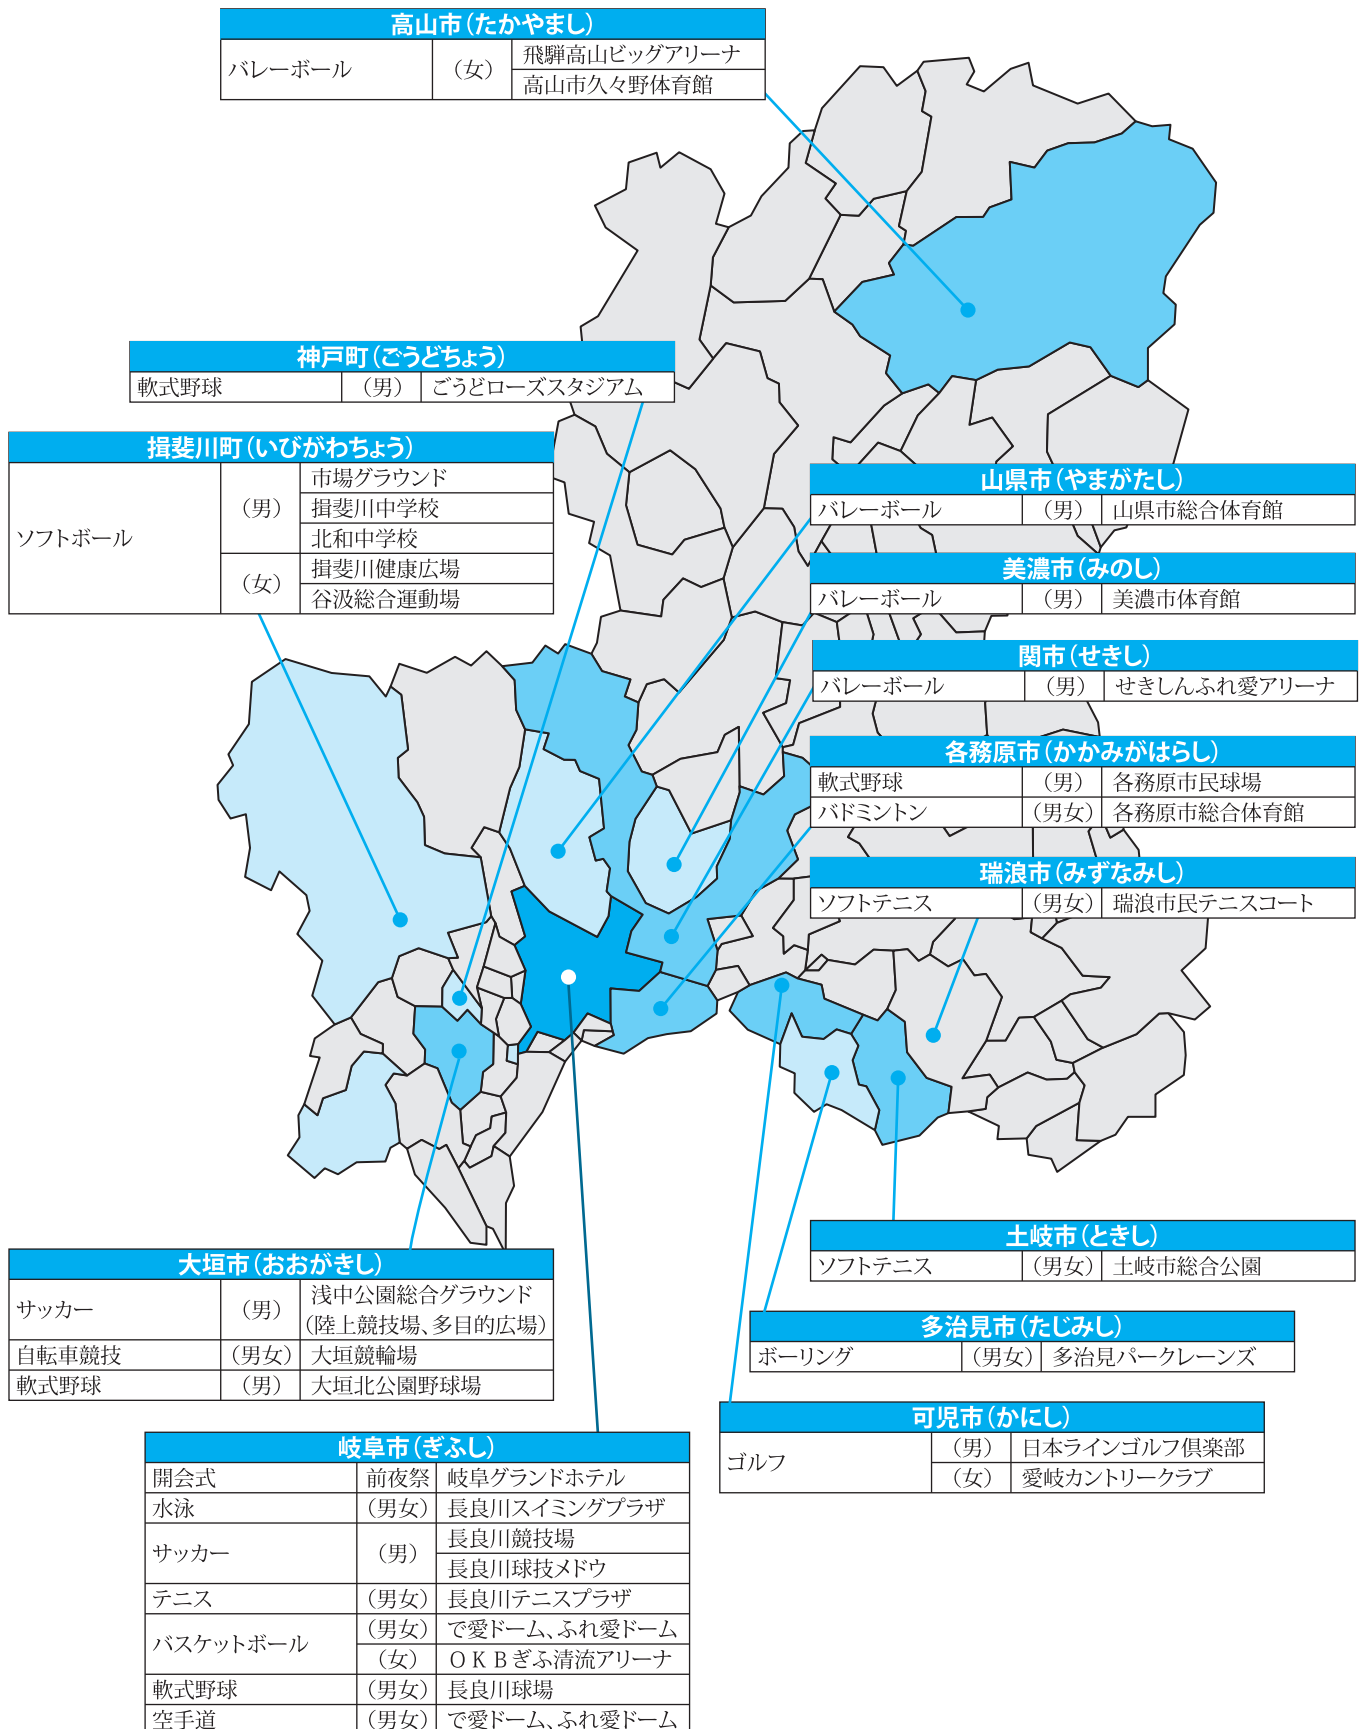 高山市(たかやまし)
バレーボール (女) 飛騨高山ビッグアリーナ
高山市久々野体育館
神戸町(ごうどちょう)
軟式野球 (男) ごうどローズスタジアム
揖斐川町(いびがわちょう)
ソフトボール (男) 市場グラウンド
揖斐川中学校
北和中学校
(女) 揖斐川健康広場
谷汲総合運動場
山県市(やまがたし)
バレーボール (男) 山県市総合体育館
美濃市(みのし)
バレーボール (男) 美濃市体育館
関市(せきし)
バレーボール (男) せきしんふれ愛アリーナ
各務原市(かかみがはらし)
軟式野球 (男) 各務原市民球場
バドミントン (男女) 各務原市総合体育館
瑞浪市(みずなみし)
ソフトテニス (男女) 瑞浪市民テニスコート
土岐市(ときし)
ソフトテニス (男女) 土岐市総合公園
多治見市(たじみし)
ボーリング (男女) 多治見パークレーンズ
可児市(かにし)
ゴルフ (男) 日本ラインゴルフ倶楽部
(女) 愛岐カントリークラブ
大垣市(おおがきし)
サッカー (男) 浅中公園総合グラウンド
(陸上競技場、多目的広場)
自転車競技 (男女) 大垣競輪場
軟式野球 (男) 大垣北公園野球場
岐阜市(ぎふし)
開会式 前夜祭 岐阜グランドホテル
水泳 (男女) 長良川スイミングプラザ
サッカー (男) 長良川競技場
長良川球技メドウ
テニス (男女) 長良川テニスプラザ
バスケットボール (男女) で愛ドーム、ふれ愛ドーム
(女) OKBぎふ清流アリーナ
軟式野球 (男女) 長良川球場
空手道 (男女) で愛ドーム、ふれ愛ドーム